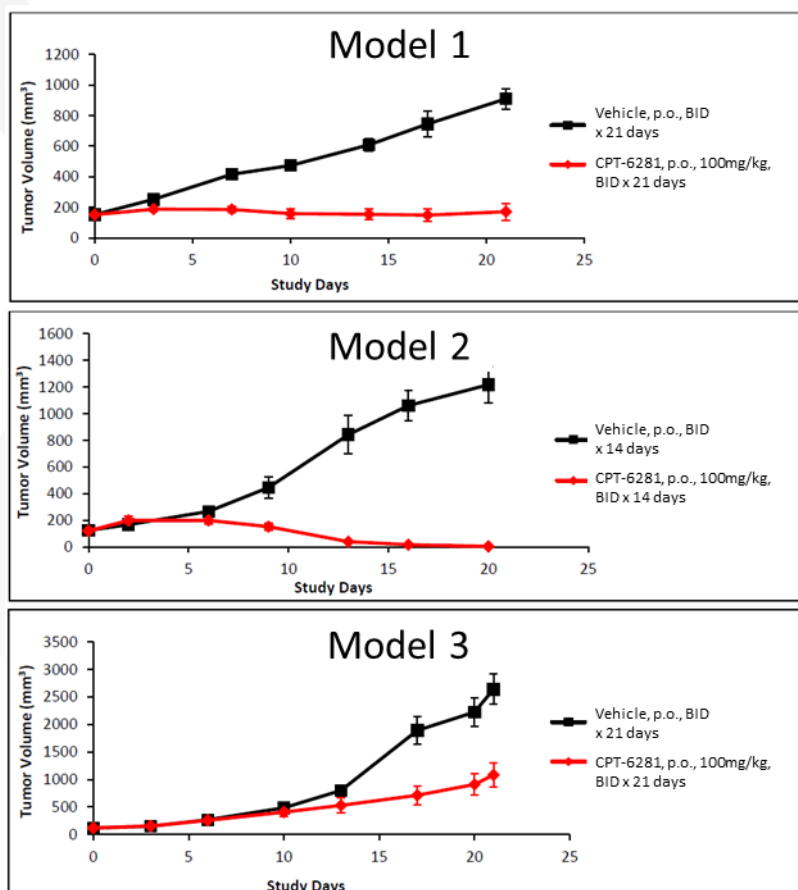 Model 1
Tumor Volume (mm³)
1200
1000
800
600
400
200
0
0 5 10 15 20 25
Study Days
Vehicle, p.o., BID
x 21 days
CPT-6281, p.o., 100mg/kg,
BID x 21 days
Model 2
Tumor Volume (mm³)
1600
1400
1200
1000
800
600
400
200
0
0 5 10 15 20 25
Study Days
Vehicle, p.o., BID
x 14 days
CPT-6281, p.o., 100mg/kg,
BID x 14 days
Model 3
Tumor Volume (mm³)
3500
3000
2500
2000
1500
1000
500
0
0 5 10 15 20 25
Study Days
Vehicle, p.o., BID
x 21 days
CPT-6281, p.o., 100mg/kg,
BID x 21 days